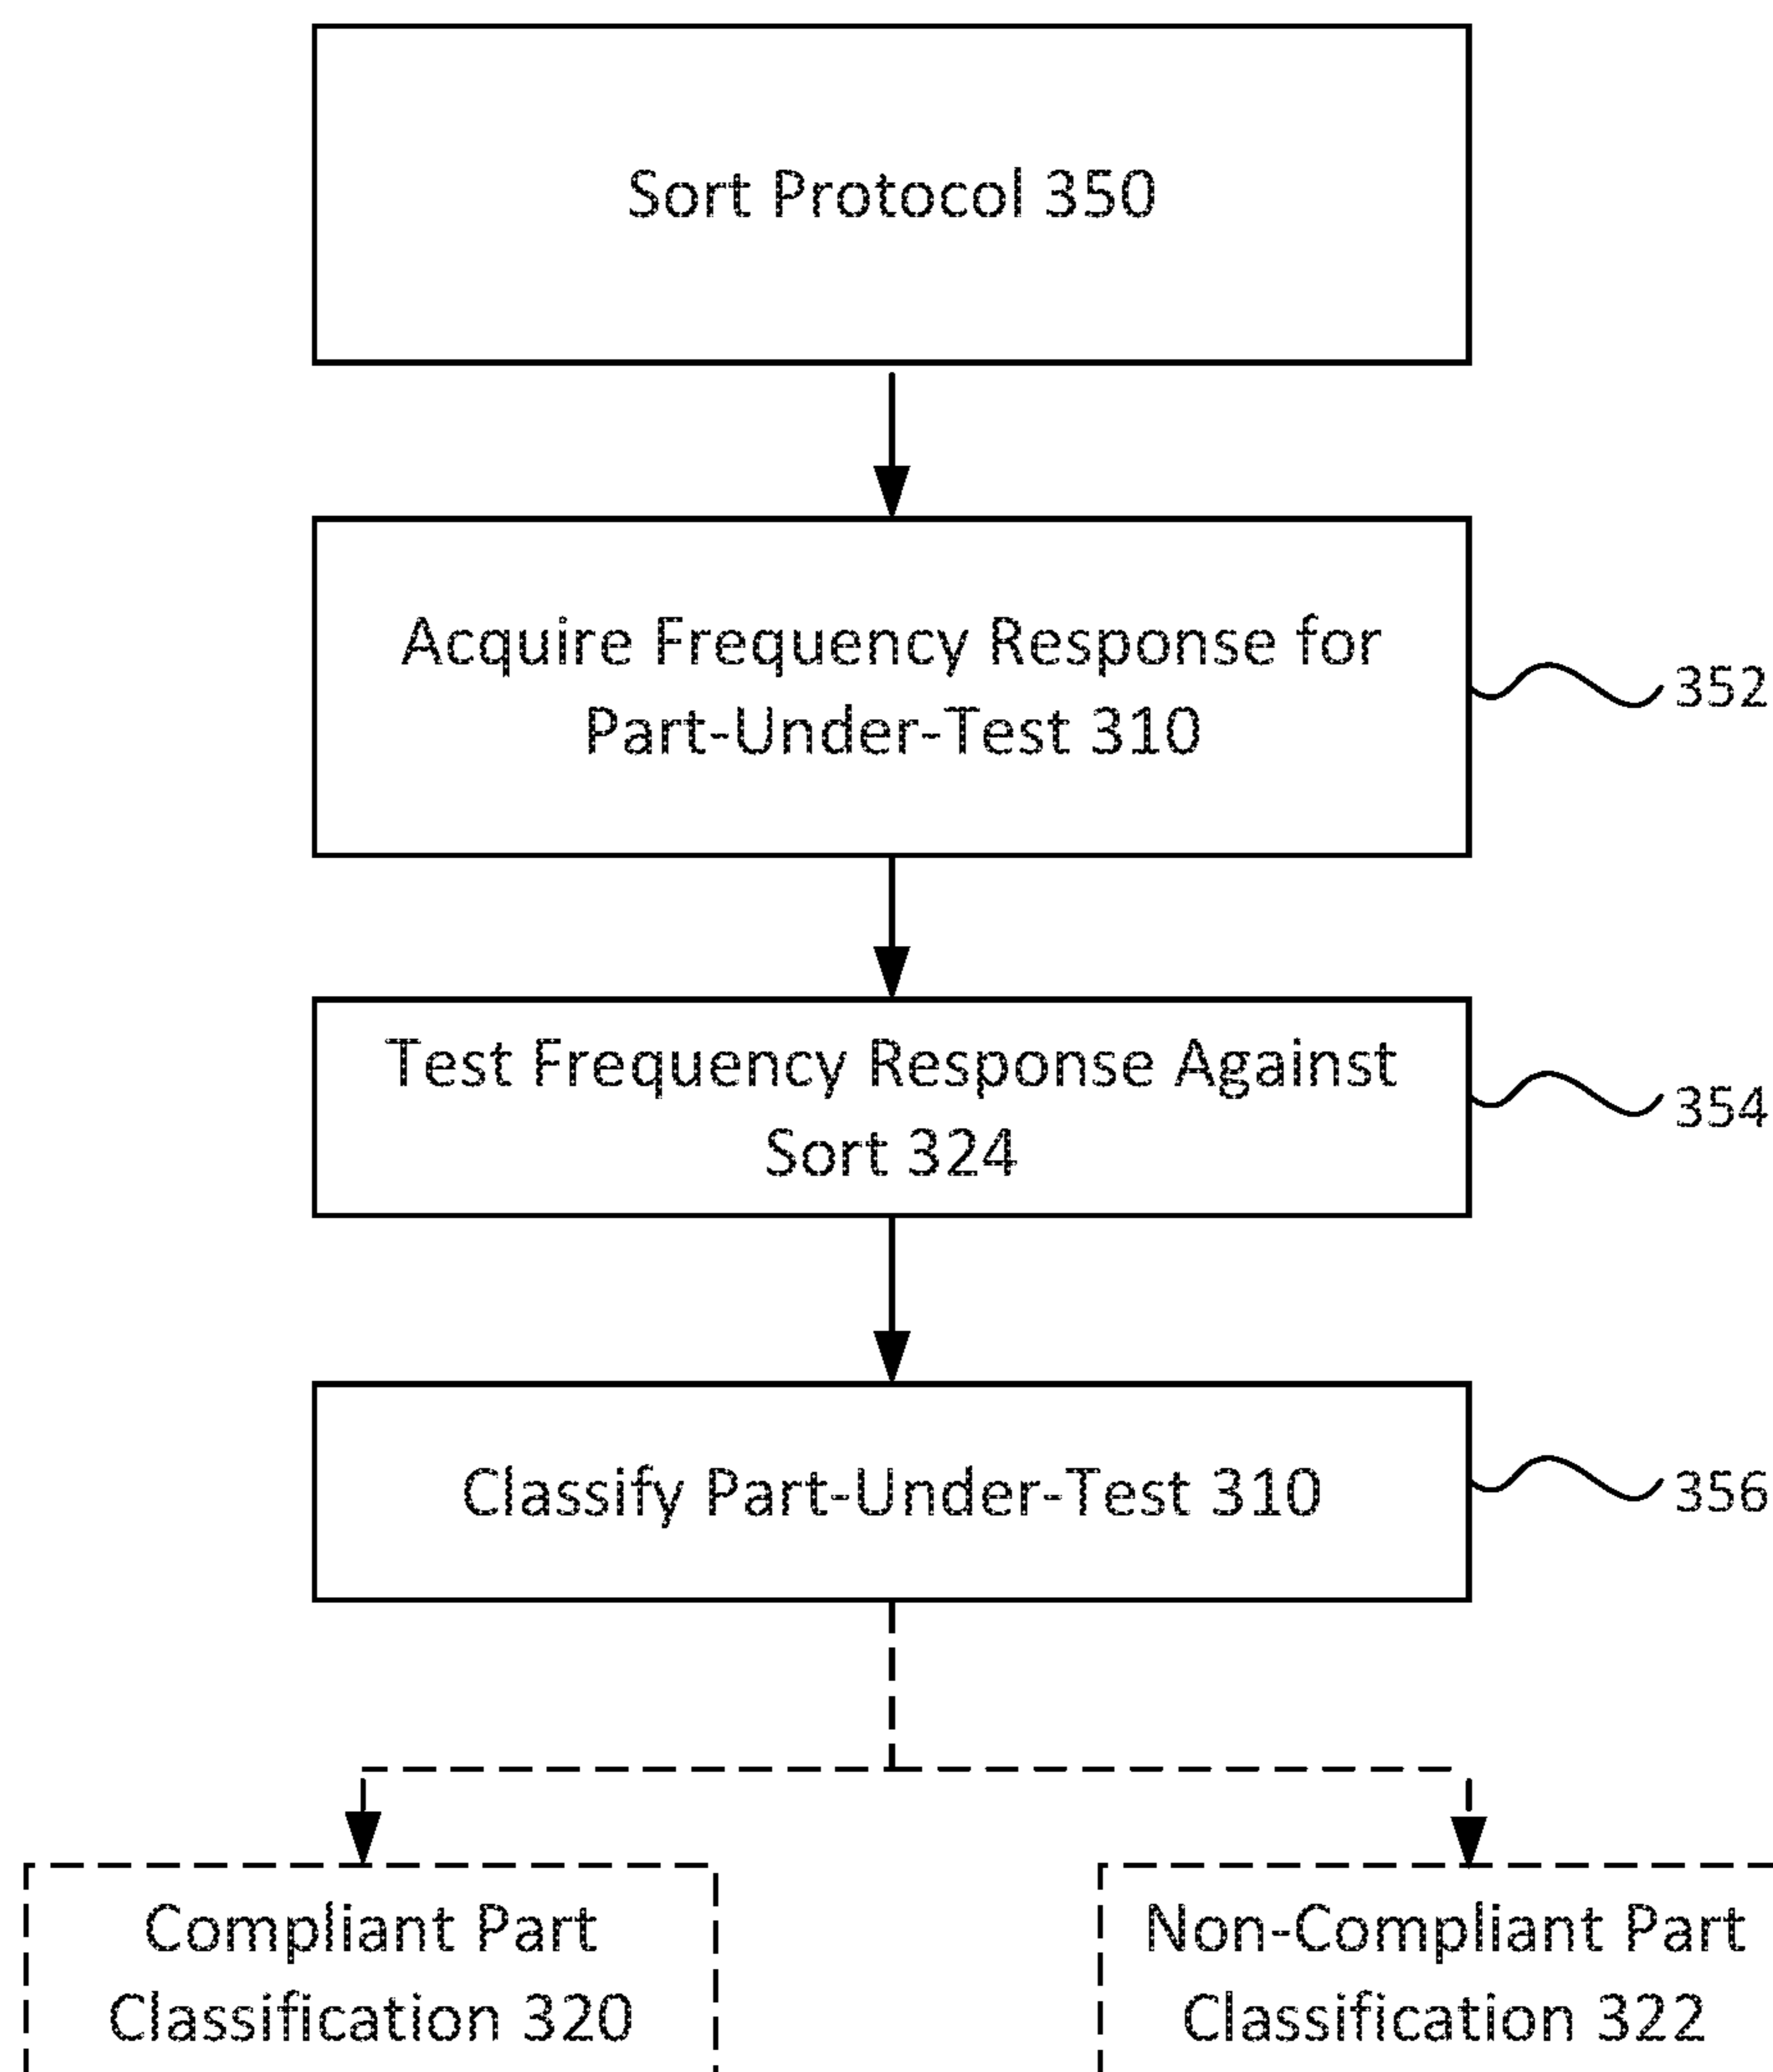 Sort Protocol 350
Acquire Frequency Response for
Part-Under-Test 310
352
Test Frequency Response Against
Sort 324
354
Classify Part-Under-Test 310
356
Compliant Part
Classification 320
Non-Compliant Part
Classification 322